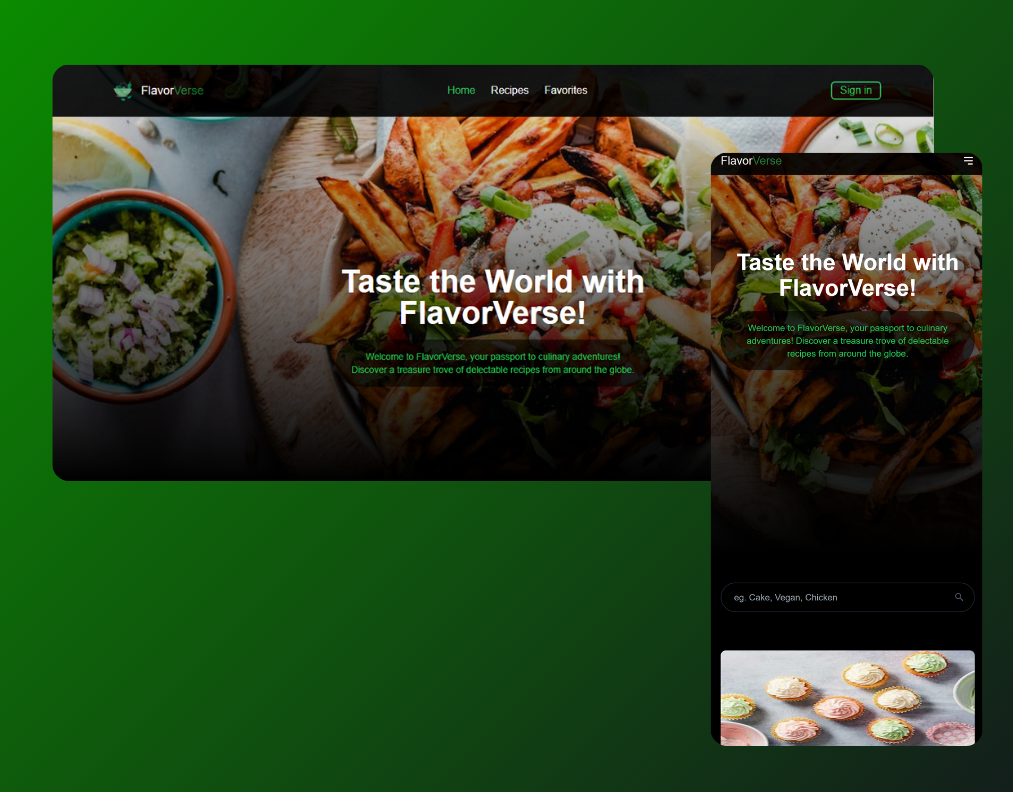 FlavorVerse
Home Recipes Favorites
Sign in
Taste the World with
FlavorVerse!
Welcome to FlavorVerse, your passport to culinary adventures!
Discover a treasure trove of delectable recipes from around the globe.
FlavorVerse
Taste the World with
FlavorVerse!
Welcome to FlavorVerse, your passport to culinary
adventures! Discover a treasure trove of delectable
recipes from around the globe.
eg. Cake, Vegan, Chicken